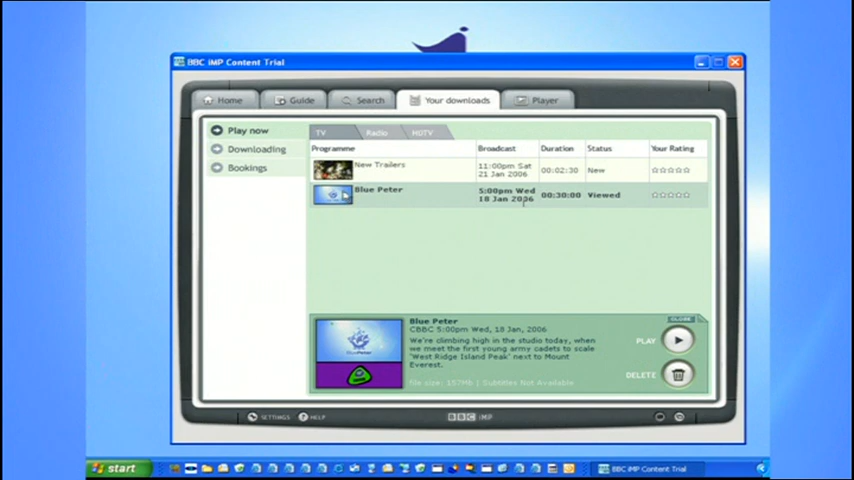 BBC iMP Content Trial
Home
Guide
Search
Your downloads
Player
Play now
Downloading
Bookings
TV
Radio
HDTV
Programme
Broadcast
Duration
Status
Your Rating
New Trailers
11:00pm Sat
21 Jan 2006
00:02:30
New
Blue Peter
5:00pm Wed
18 Jan 2006
00:30:00
Viewed
Blue Peter
CLOSE
CBBC 5:00pm Wed, 18 Jan, 2006
We're climbing high in the studio today, when
we meet the first young army cadets to scale
'West Ridge Island Peak' next to Mount
Everest.
file size: 157Mb | Subtitles Not Available
BluePeter
PLAY
DELETE
SETTINGS
HELP
BBC iMP
start
BBC iMP Content Trial